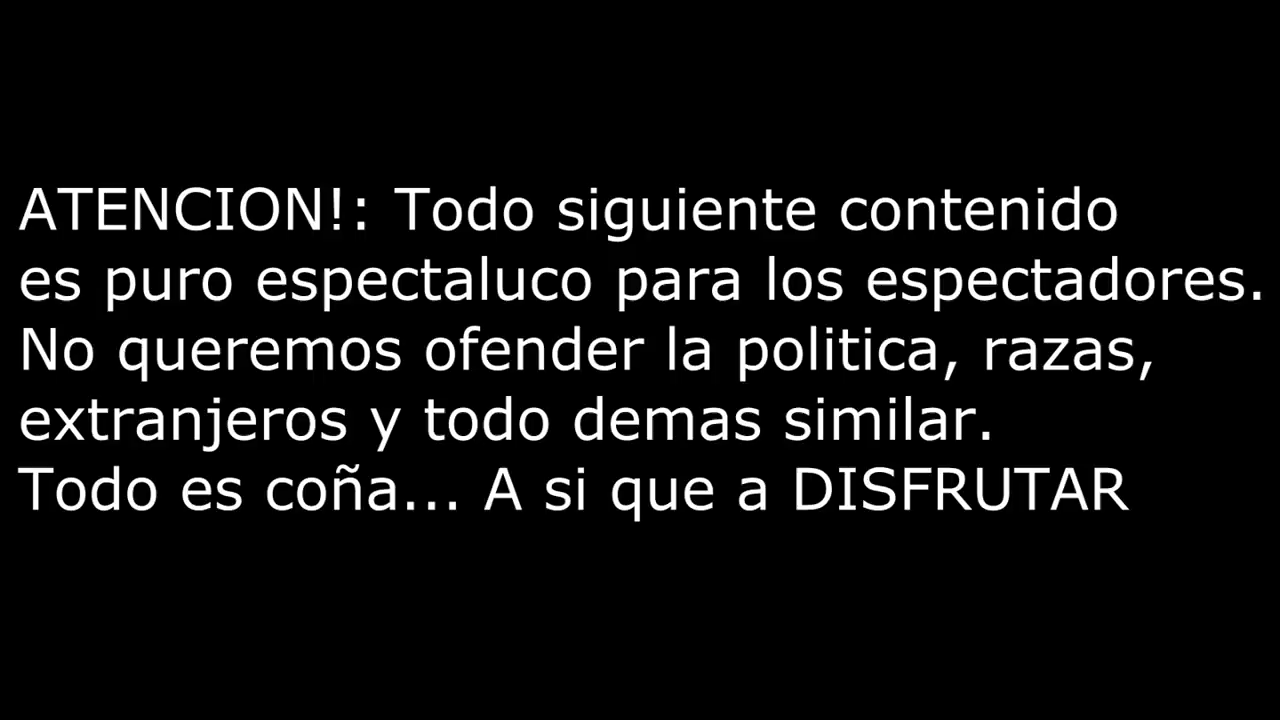 ATENCION!: Todo siguiente contenido
es puro espectaluco para los espectadores.
No queremos ofender la politica, razas,
extranjeros y todo demas similar.
Todo es coña... A si que a DISFRUTAR